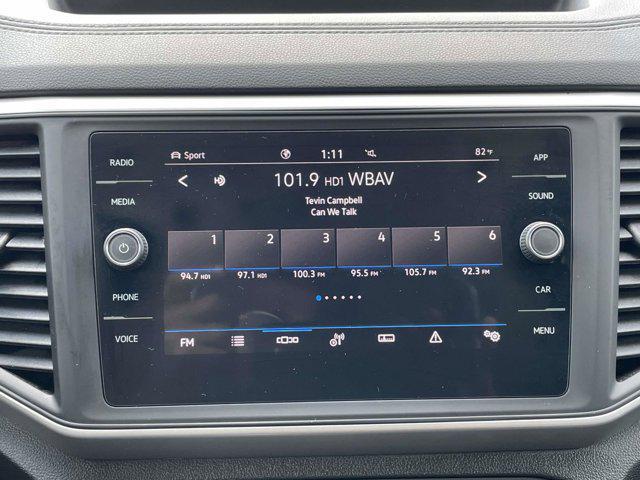 RADIO
MEDIA
PHONE
VOICE
Sport 1:11 82°F
101.9 HD1 WBAV
Tevin Campbell
Can We Talk
1 2 3 4 5 6
94.7 HD1 97.1 HD1 100.3 FM 95.5 FM 105.7 FM 92.3 FM
FM
APP
SOUND
CAR
MENU